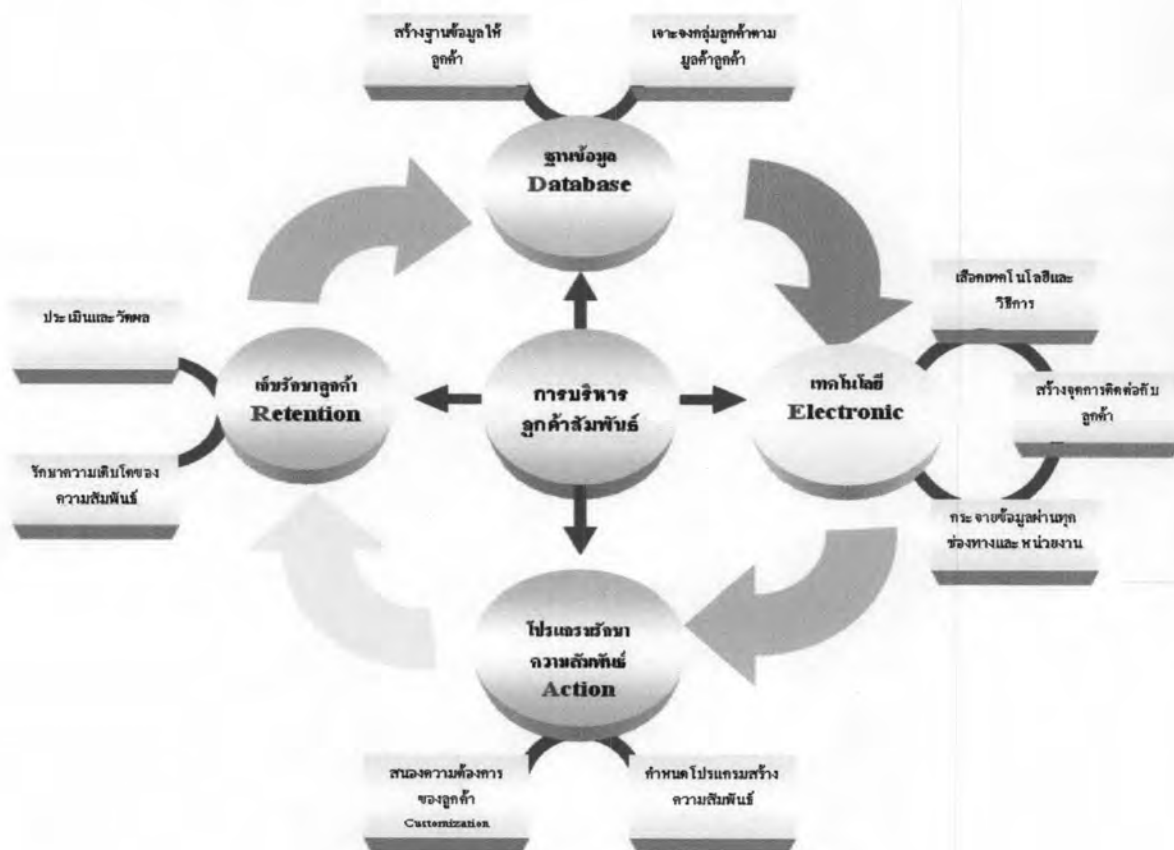 สร้างฐานข้อมูลให้
ลูกค้า
เจาะจงกลุ่มลูกค้าตาม
มูลค้าลูกค้า
ฐานข้อมูล
Database
เลือกเทคโนโลยีและ
วิธีการ
ประเมินและวัดผล
เก็บรักษาลูกค้า
Retention
การบริหาร
ลูกค้าสัมพันธ์
เทคโนโลยี
Electronic
สร้างจุดการติดต่อกับ
ลูกค้า
รักษาความเติบโตของ
ความสัมพันธ์
กระจายข้อมูลผ่านทุก
ช่องทางและหน่วยงาน
โปรแกรมรักษา
ความสัมพันธ์
Action
สนองความต้องการ
ของลูกค้า
Customization
กำหนดโปรแกรมสร้าง
ความสัมพันธ์